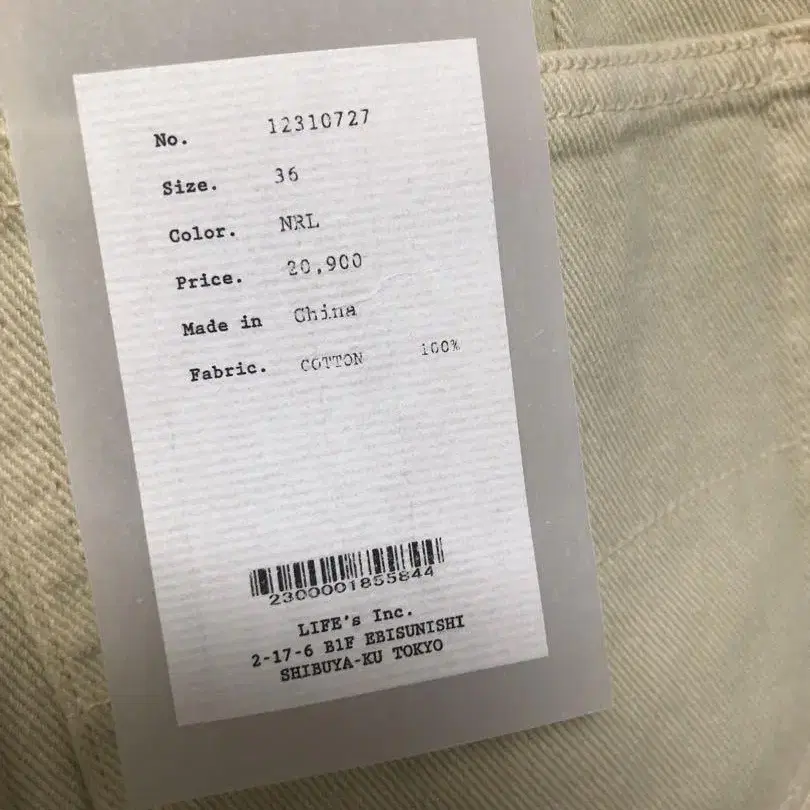 No. 12310727
Size. 36
Color. NRL
Price. 20,900
Made in China
Fabric. COTTON 100%
2300001855844
LIFE's Inc.
2-17-6 B1F EBISUNISHI
SHIBUYA-KU TOKYO